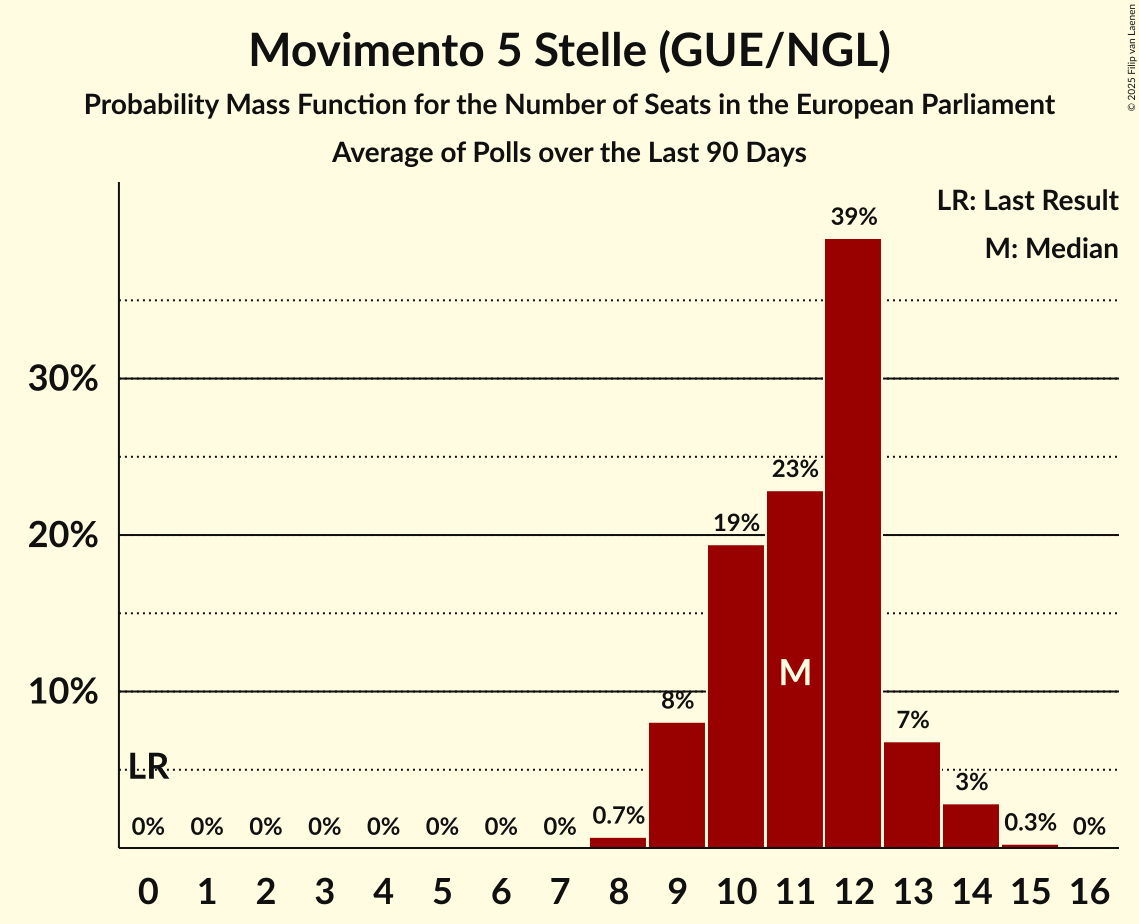 Movimento 5 Stelle (GUE/NGL)
Probability Mass Function for the Number of Seats in the European Parliament
Average of Polls over the Last 90 Days
© 2025 Filip van Laenen
LR: Last Result
M: Median
39%
30%
23%
20%
19%
M
10%
8%
7%
LR
3%
0% 0% 0% 0% 0% 0% 0% 0% 0.7% 0.3% 0%
0 1 2 3 4 5 6 7 8 9 10 11 12 13 14 15 16